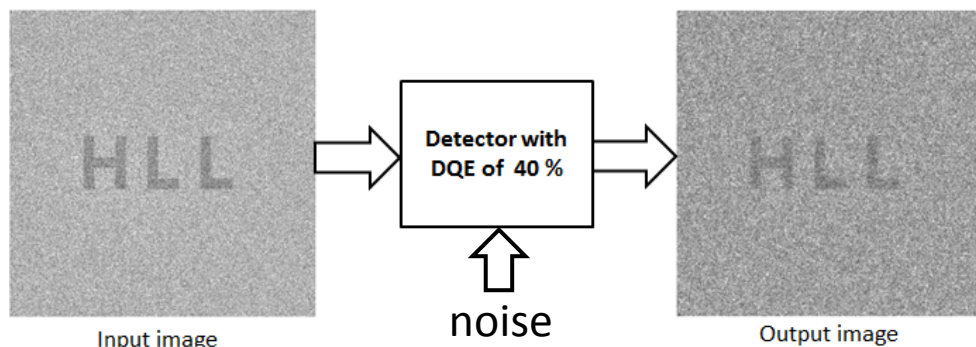 HLL
Detector with
DQE of 40 %
HLL
noise
Input image
Output image